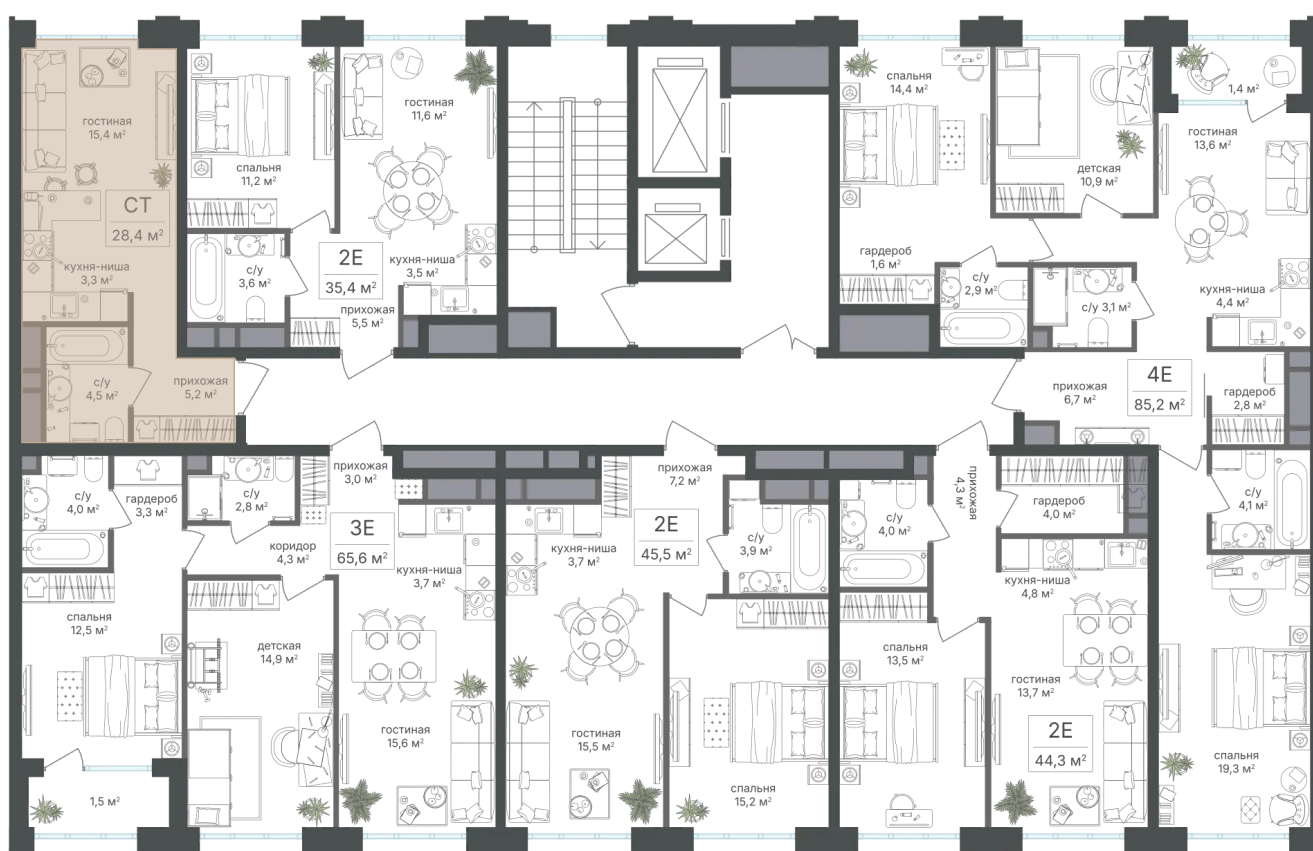 гостиная
15,4 м²
СТ
28,4 м²
кухня-ниша
3,3 м²
с/у
4,5 м²
прихожая
5,2 м²
спальня
11,2 м²
с/у
3,6 м²
гостиная
11,6 м²
2Е
35,4 м²
кухня-ниша
3,5 м²
прихожая
5,5 м²
спальня
14,4 м²
гардероб
1,6 м²
с/у
2,9 м²
детская
10,9 м²
с/у 3,1 м²
1,4 м²
гостиная
13,6 м²
кухня-ниша
4,4 м²
прихожая
6,7 м²
4Е
85,2 м²
гардероб
2,8 м²
с/у
4,1 м²
спальня
19,3 м²
с/у
4,0 м²
гардероб
3,3 м²
с/у
2,8 м²
прихожая
3,0 м²
коридор
4,3 м²
3Е
65,6 м²
кухня-ниша
3,7 м²
спальня
12,5 м²
детская
14,9 м²
гостиная
15,6 м²
1,5 м²
прихожая
7,2 м²
кухня-ниша
3,7 м²
2Е
45,5 м²
с/у
3,9 м²
гостиная
15,5 м²
спальня
15,2 м²
с/у
4,0 м²
прихожая
4,3 м²
гардероб
4,0 м²
кухня-ниша
4,8 м²
спальня
13,5 м²
гостиная
13,7 м²
2Е
44,3 м²